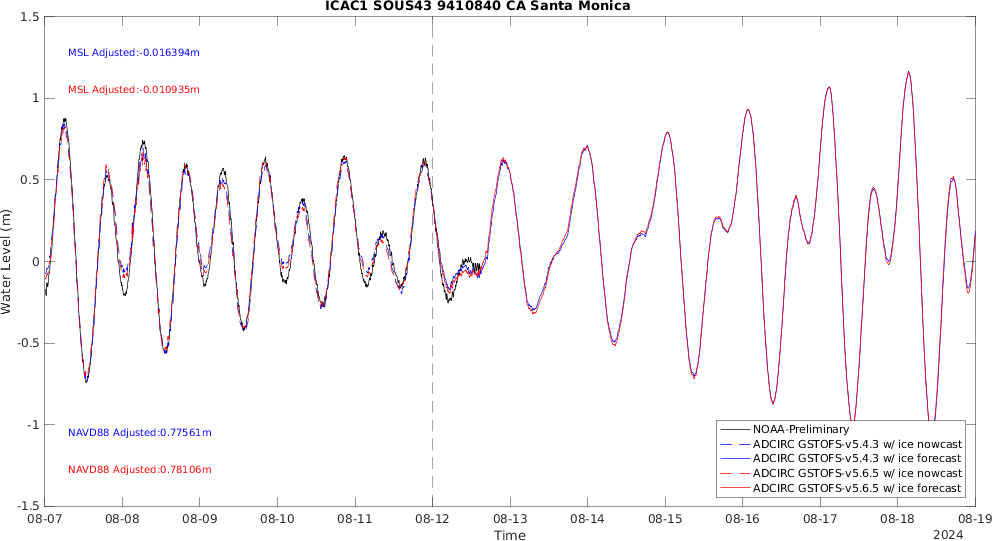 ICAC1 SOUS43 9410840 CA Santa Monica
1.5
MSL Adjusted:-0.016394m
MSL Adjusted:-0.010935m
1
0.5
0
-0.5
-1
-1.5
Water Level (m)
NAVD88 Adjusted:0.77561m
NAVD88 Adjusted:0.78106m
NOAA-Preliminary
ADCIRC GSTOFS-v5.4.3 w/ ice nowcast
ADCIRC GSTOFS-v5.4.3 w/ ice forecast
ADCIRC GSTOFS-v5.6.5 w/ ice nowcast
ADCIRC GSTOFS-v5.6.5 w/ ice forecast
08-07 08-08 08-09 08-10 08-11 08-12 08-13 08-14 08-15 08-16 08-17 08-18 08-19
Time
2024